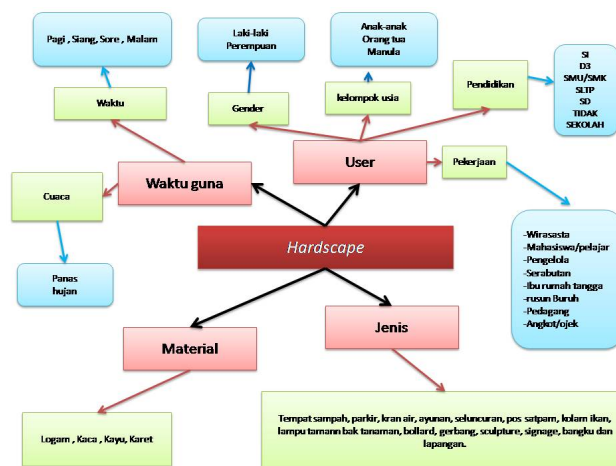 Pagi , Siang, Sore , Malam
Laki-laki
Perempuan
Anak-anak
Orang tua
Manula
SI
D3
SMU/SMK
SLTP
SD
TIDAK
SEKOLAH
Waktu
Gender
kelompok usia
Pendidikan
Waktu guna
User
Pekerjaan
Cuaca
Hardscape
-Wirasasta
-Mahasiswa/pelajar
-Pengelola
-Serabutan
-Ibu rumah tangga
-rusun Buruh
-Pedagang
-Angkot/ojek
Panas
hujan
Material
Jenis
Logam , Kaca , Kayu, Karet
Tempat sampah, parkir, kran air, ayunan, seluncuran, pos satpam, kolam ikan,
lampu tamann bak tanaman, bollard, gerbang, sculpture, signage, bangku dan
lapangan.